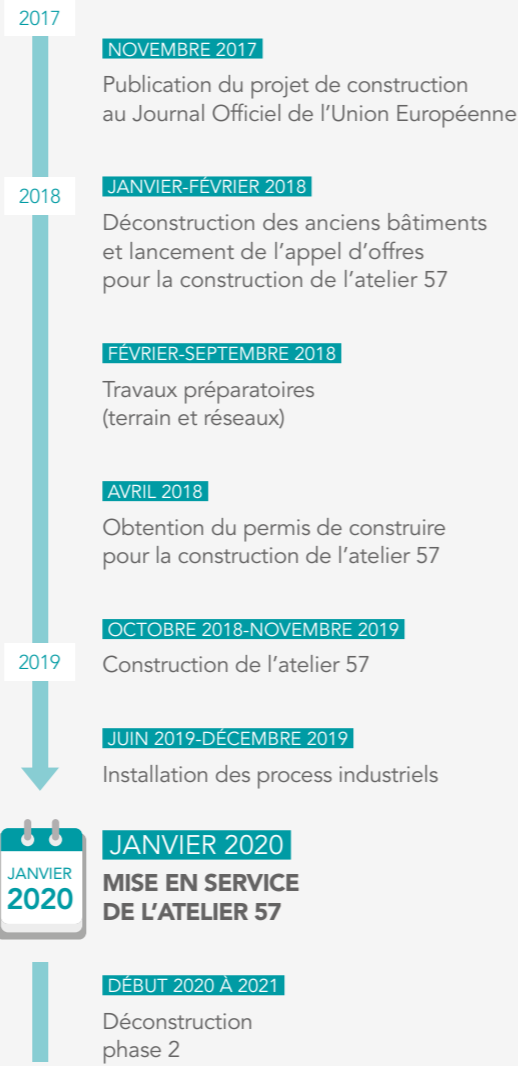 2017
NOVEMBRE 2017
Publication du projet de construction
au Journal Officiel de l'Union Européenne
2018
JANVIER-FÉVRIER 2018
Déconstruction des anciens bâtiments
et lancement de l'appel d'offres
pour la construction de l'atelier 57
FÉVRIER-SEPTEMBRE 2018
Travaux préparatoires
(terrain et réseaux)
AVRIL 2018
Obtention du permis de construire
pour la construction de l'atelier 57
OCTOBRE 2018-NOVEMBRE 2019
2019
Construction de l'atelier 57
JUIN 2019-DÉCEMBRE 2019
Installation des process industriels
JANVIER
2020
JANVIER 2020
MISE EN SERVICE
DE L'ATELIER 57
DÉBUT 2020 À 2021
Déconstruction
phase 2